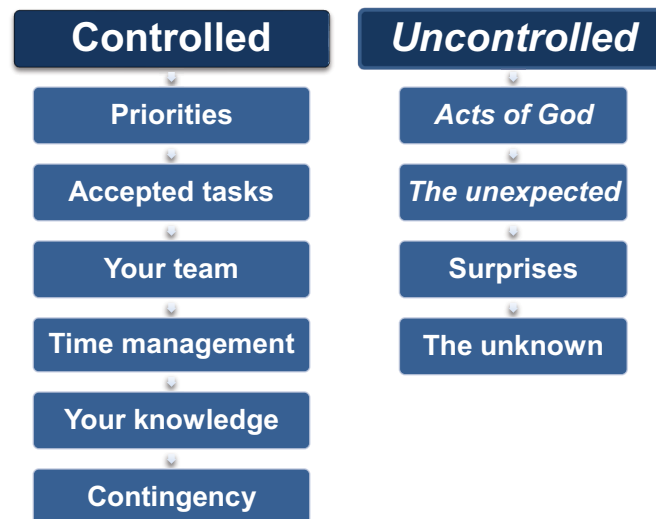 Controlled
Priorities
Accepted tasks
Your team
Time management
Your knowledge
Contingency
Uncontrolled
Acts of God
The unexpected
Surprises
The unknown